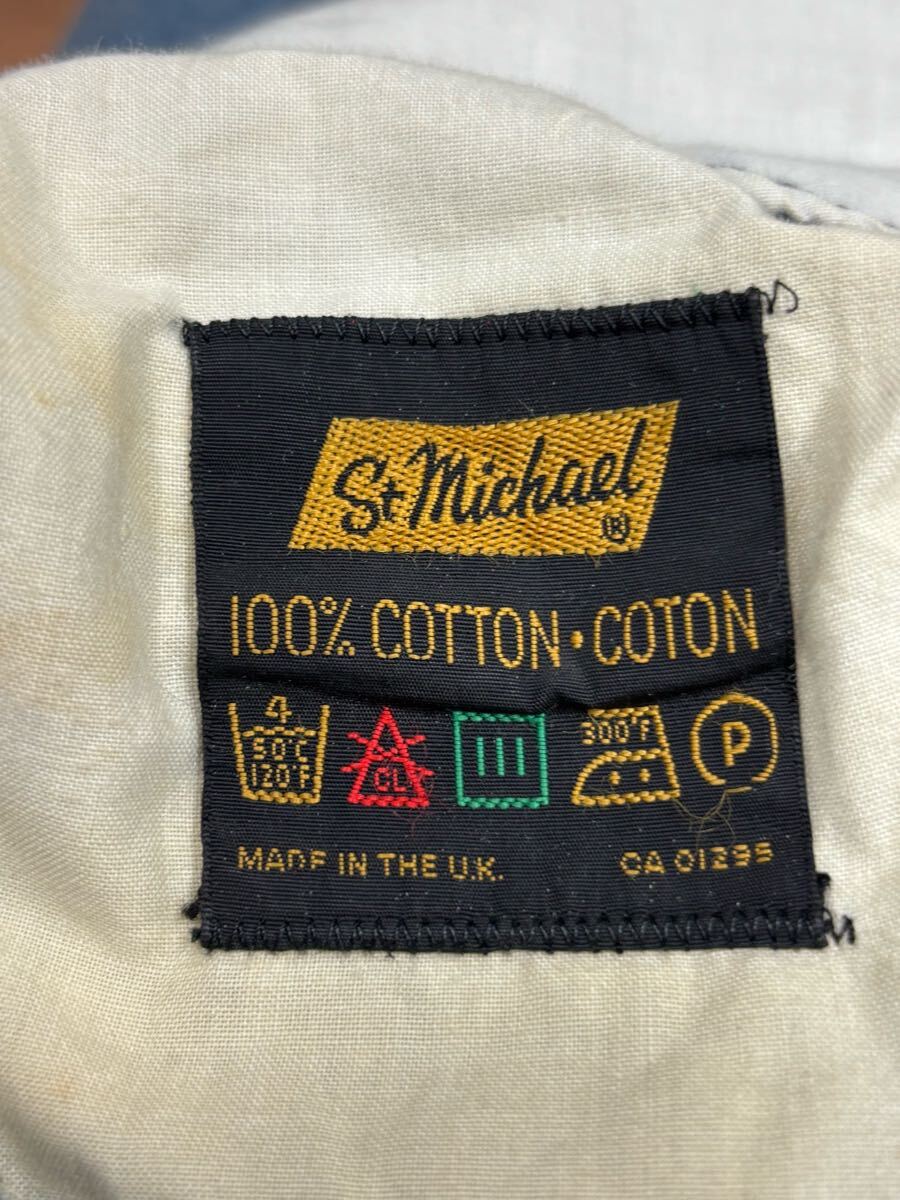 St Michael
®
100% COTTON • COTON
4 50°C 120°F CL 300°F P
MADE IN THE U.K. CA 01295